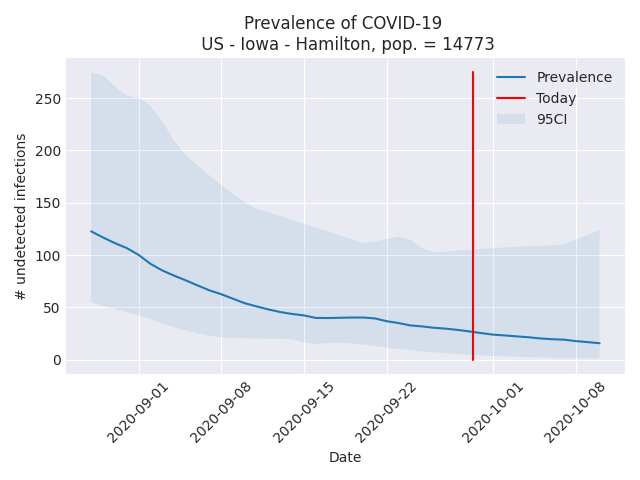 Prevalence of COVID-19
US - Iowa - Hamilton, pop. = 14773
Prevalence
Today
95CI
# undetected infections
250
200
150
100
50
0
2020-09-01
2020-09-08
2020-09-15
2020-09-22
2020-10-01
2020-10-08
Date